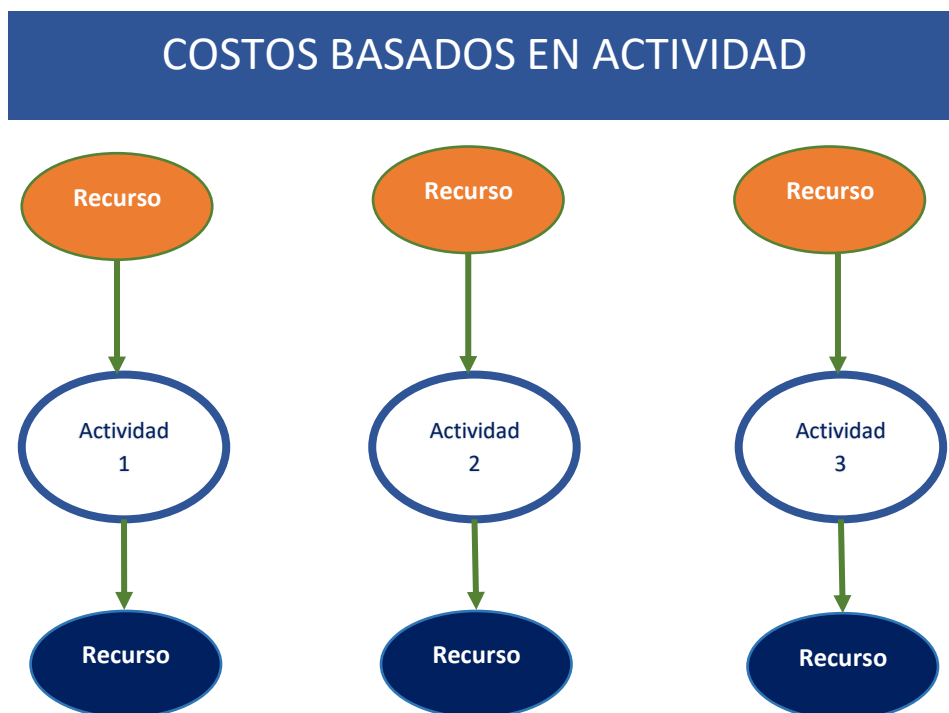 COSTOS BASADOS EN ACTIVIDAD
Recurso
Recurso
Recurso
Actividad
1
Actividad
2
Actividad
3
Recurso
Recurso
Recurso